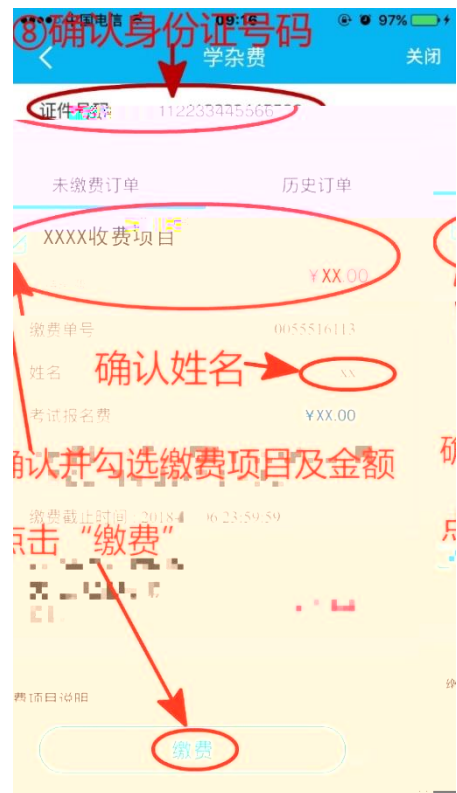 中国电信 09:16 97%
⑧确认身份证号码
学杂费 关闭
证件号码 112233445566
未缴费订单 历史订单
XXXX收费项目
¥XX.00
缴费单号 0055516113
姓名 xx
确认姓名
考试报名费 ¥XX.00
确认并勾选缴费项目及金额
缴费截止时间
23:59:59
点击“缴费”
费项目说明
缴费